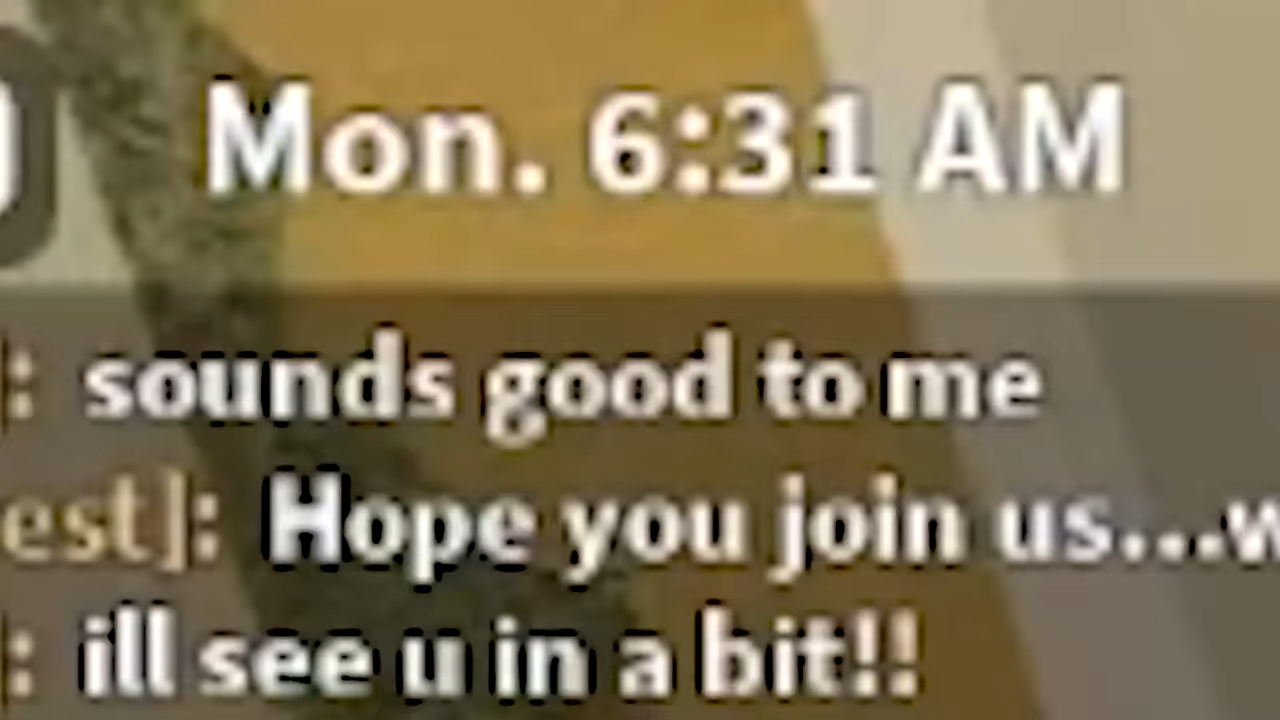 Mon. 6:31 AM
]: sounds good to me
est]: Hope you join us...w
: ill see u in a bit!!